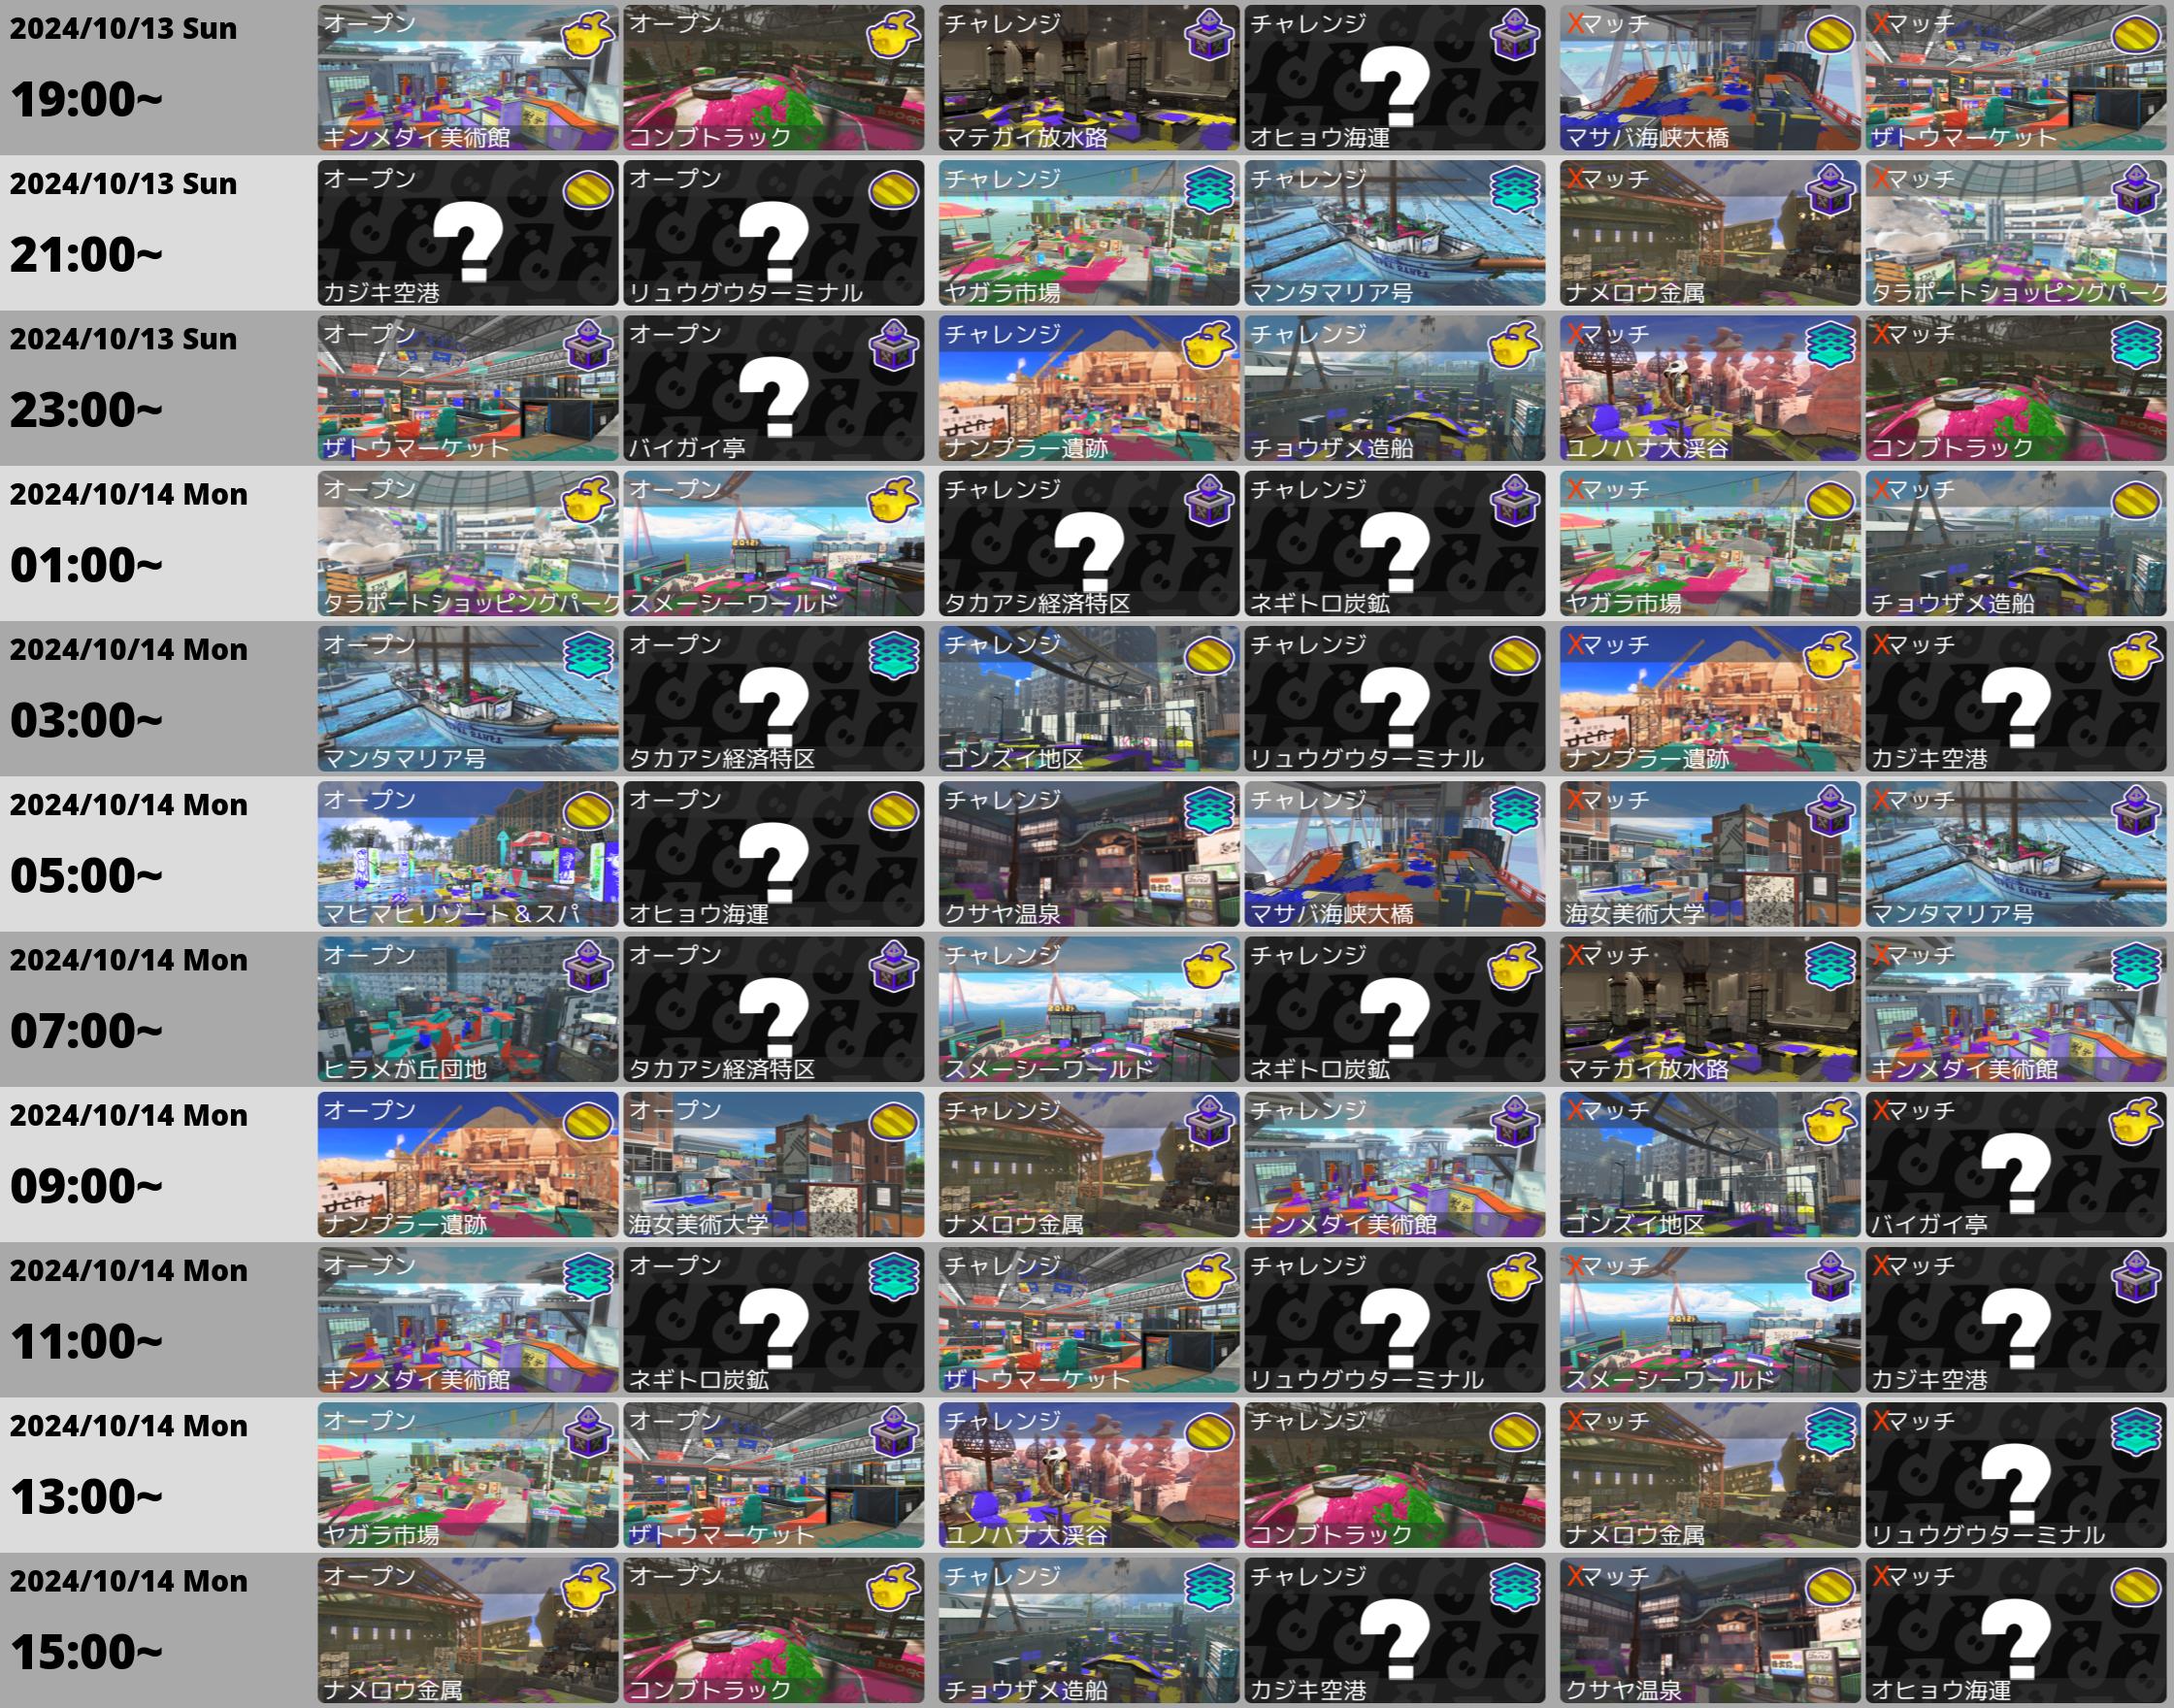 2024/10/13 Sun
19:00~
オープン
キンメダイ美術館
オープン
コンブトラック
チャレンジ
マテガイ放水路
チャレンジ
オヒョウ海運
Xマッチ
マサバ海峡大橋
Xマッチ
ザトウマーケット
2024/10/13 Sun
21:00~
オープン
カジキ空港
オープン
リュウグウターミナル
チャレンジ
ヤガラ市場
チャレンジ
マンタマリア号
Xマッチ
ナメロウ金属
Xマッチ
タラポートショッピングパーク
2024/10/13 Sun
23:00~
オープン
ザトウマーケット
オープン
バイガイ亭
チャレンジ
ナンプラー遺跡
チャレンジ
チョウザメ造船
Xマッチ
ユノハナ大渓谷
Xマッチ
コンブトラック
2024/10/14 Mon
01:00~
オープン
タラポートショッピングパーク
オープン
スメーシーワールド
チャレンジ
タカアシ経済特区
チャレンジ
ネギトロ炭鉱
Xマッチ
ヤガラ市場
Xマッチ
チョウザメ造船
2024/10/14 Mon
03:00~
オープン
マンタマリア号
オープン
タカアシ経済特区
チャレンジ
ゴンズイ地区
チャレンジ
リュウグウターミナル
Xマッチ
ナンプラー遺跡
Xマッチ
カジキ空港
2024/10/14 Mon
05:00~
オープン
マヒマヒリゾート＆スパ
オープン
オヒョウ海運
チャレンジ
クサヤ温泉
チャレンジ
マサバ海峡大橋
Xマッチ
海女美術大学
Xマッチ
マンタマリア号
2024/10/14 Mon
07:00~
オープン
ヒラメが丘団地
オープン
タカアシ経済特区
チャレンジ
スメーシーワールド
チャレンジ
ネギトロ炭鉱
Xマッチ
マテガイ放水路
Xマッチ
キンメダイ美術館
2024/10/14 Mon
09:00~
オープン
ナンプラー遺跡
オープン
海女美術大学
チャレンジ
ナメロウ金属
チャレンジ
キンメダイ美術館
Xマッチ
ゴンズイ地区
Xマッチ
バイガイ亭
2024/10/14 Mon
11:00~
オープン
キンメダイ美術館
オープン
ネギトロ炭鉱
チャレンジ
ザトウマーケット
チャレンジ
リュウグウターミナル
Xマッチ
スメーシーワールド
Xマッチ
カジキ空港
2024/10/14 Mon
13:00~
オープン
ヤガラ市場
オープン
ザトウマーケット
チャレンジ
ユノハナ大渓谷
チャレンジ
コンブトラック
Xマッチ
ナメロウ金属
Xマッチ
リュウグウターミナル
2024/10/14 Mon
15:00~
オープン
ナメロウ金属
オープン
コンブトラック
チャレンジ
チョウザメ造船
チャレンジ
カジキ空港
Xマッチ
クサヤ温泉
Xマッチ
オヒョウ海運